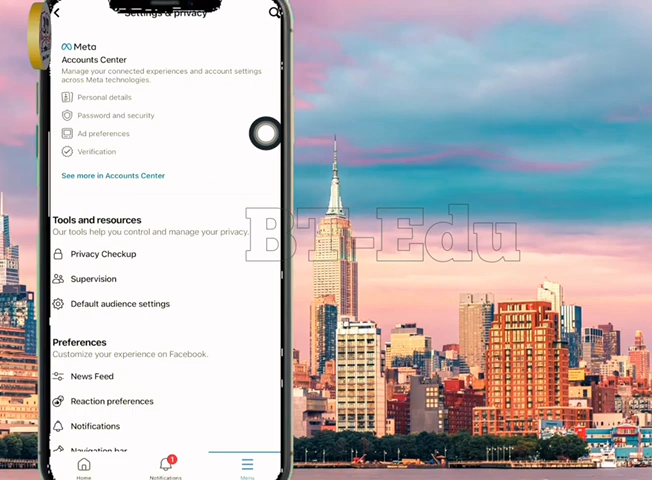 Settings & privacy
Meta
Accounts Center
Manage your connected experiences and account settings
across Meta technologies.
Personal details
Password and security
Ad preferences
Verification
See more in Accounts Center
Tools and resources
Our tools help you control and manage your privacy.
Privacy Checkup
Supervision
Default audience settings
Preferences
Customize your experience on Facebook.
News Feed
Reaction preferences
Notifications
Navigation bar
1
Home
Notifications
Menu
BT-Edu